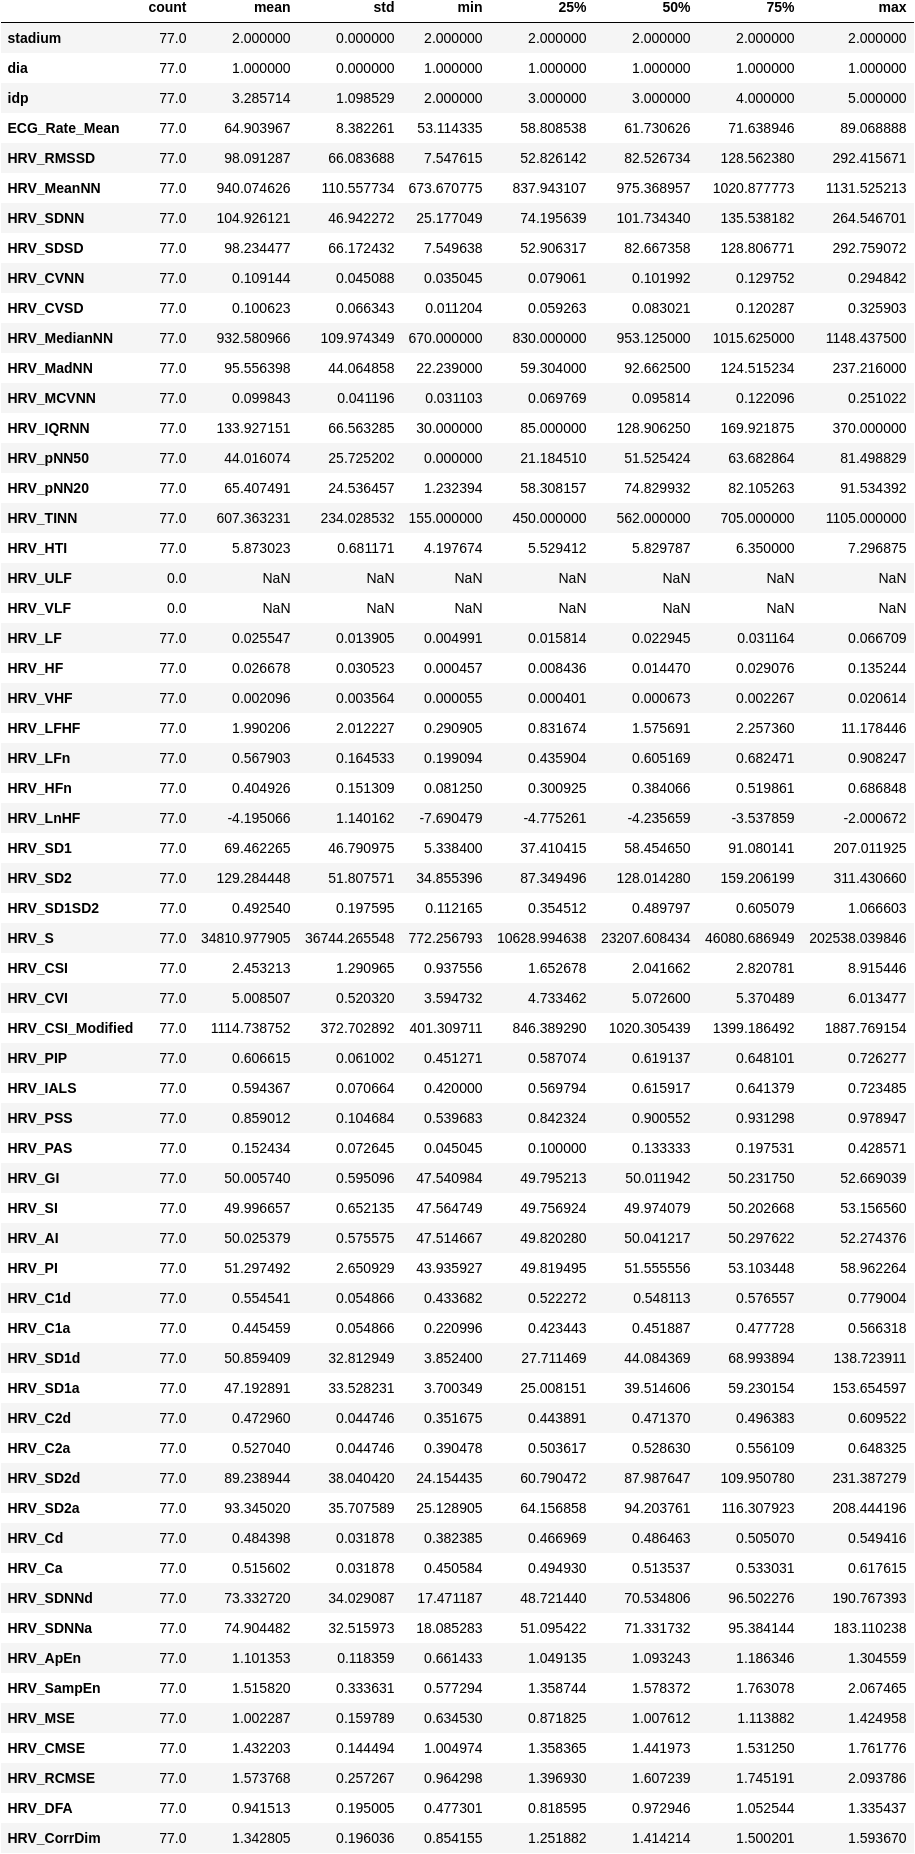 count mean std min 25% 50% 75% max
stadium 77.0 2.000000 0.000000 2.000000 2.000000 2.000000 2.000000 2.000000
dia 77.0 1.000000 0.000000 1.000000 1.000000 1.000000 1.000000 1.000000
idp 77.0 3.285714 1.098529 2.000000 3.000000 3.000000 4.000000 5.000000
ECG_Rate_Mean 77.0 64.903967 8.382261 53.114335 58.808538 61.730626 71.638946 89.068888
HRV_RMSSD 77.0 98.091287 66.083688 7.547615 52.826142 82.526734 128.562380 292.415671
HRV_MeanNN 77.0 940.074626 110.557734 673.670775 837.943107 975.368957 1020.877773 1131.525213
HRV_SDNN 77.0 104.926121 46.942272 25.177049 74.195639 101.734340 135.538182 264.546701
HRV_SDSD 77.0 98.234477 66.172432 7.549638 52.906317 82.667358 128.806771 292.759072
HRV_CVNN 77.0 0.109144 0.045088 0.035045 0.079061 0.101992 0.129752 0.294842
HRV_CVSD 77.0 0.100623 0.066343 0.011204 0.059263 0.083021 0.120287 0.325903
HRV_MedianNN 77.0 932.580966 109.974349 670.000000 830.000000 953.125000 1015.625000 1148.437500
HRV_MadNN 77.0 95.556398 44.064858 22.239000 59.304000 92.662500 124.515234 237.216000
HRV_MCVNN 77.0 0.099843 0.041196 0.031103 0.069769 0.095814 0.122096 0.251022
HRV_IQRNN 77.0 133.927151 66.563285 30.000000 85.000000 128.906250 169.921875 370.000000
HRV_pNN50 77.0 44.016074 25.725202 0.000000 21.184510 51.525424 63.682864 81.498829
HRV_pNN20 77.0 65.407491 24.536457 1.232394 58.308157 74.829932 82.105263 91.534392
HRV_TINN 77.0 607.363231 234.028532 155.000000 450.000000 562.000000 705.000000 1105.000000
HRV_HTI 77.0 5.873023 0.681171 4.197674 5.529412 5.829787 6.350000 7.296875
HRV_ULF 0.0 NaN NaN NaN NaN NaN NaN NaN
HRV_VLF 0.0 NaN NaN NaN NaN NaN NaN NaN
HRV_LF 77.0 0.025547 0.013905 0.004991 0.015814 0.022945 0.031164 0.066709
HRV_HF 77.0 0.026678 0.030523 0.000457 0.008436 0.014470 0.029076 0.135244
HRV_VHF 77.0 0.002096 0.003564 0.000055 0.000401 0.000673 0.002267 0.020614
HRV_LFHF 77.0 1.990206 2.012227 0.290905 0.831674 1.575691 2.257360 11.178446
HRV_LFn 77.0 0.567903 0.164533 0.199094 0.435904 0.605169 0.682471 0.908247
HRV_HFn 77.0 0.404926 0.151309 0.081250 0.300925 0.384066 0.519861 0.686848
HRV_LnHF 77.0 -4.195066 1.140162 -7.690479 -4.775261 -4.235659 -3.537859 -2.000672
HRV_SD1 77.0 69.462265 46.790975 5.338400 37.410415 58.454650 91.080141 207.011925
HRV_SD2 77.0 129.284448 51.807571 34.855396 87.349496 128.014280 159.206199 311.430660
HRV_SD1SD2 77.0 0.492540 0.197595 0.112165 0.354512 0.489797 0.605079 1.066603
HRV_S 77.0 34810.977905 36744.265548 772.256793 10628.994638 23207.608434 46080.686949 202538.039846
HRV_CSI 77.0 2.453213 1.290965 0.937556 1.652678 2.041662 2.820781 8.915446
HRV_CVI 77.0 5.008507 0.520320 3.594732 4.733462 5.072600 5.370489 6.013477
HRV_CSI_Modified 77.0 1114.738752 372.702892 401.309711 846.389290 1020.305439 1399.186492 1887.769154
HRV_PIP 77.0 0.606615 0.061002 0.451271 0.587074 0.619137 0.648101 0.726277
HRV_IALS 77.0 0.594367 0.070664 0.420000 0.569794 0.615917 0.641379 0.723485
HRV_PSS 77.0 0.859012 0.104684 0.539683 0.842324 0.900552 0.931298 0.978947
HRV_PAS 77.0 0.152434 0.072645 0.045045 0.100000 0.133333 0.197531 0.428571
HRV_GI 77.0 50.005740 0.595096 47.540984 49.795213 50.011942 50.231750 52.669039
HRV_SI 77.0 49.996657 0.652135 47.564749 49.756924 49.974079 50.202668 53.156560
HRV_AI 77.0 50.025379 0.575575 47.514667 49.820280 50.041217 50.297622 52.274376
HRV_PI 77.0 51.297492 2.650929 43.935927 49.819495 51.555556 53.103448 58.962264
HRV_C1d 77.0 0.554541 0.054866 0.433682 0.522272 0.548113 0.576557 0.779004
HRV_C1a 77.0 0.445459 0.054866 0.220996 0.423443 0.451887 0.477728 0.566318
HRV_SD1d 77.0 50.859409 32.812949 3.852400 27.711469 44.084369 68.993894 138.723911
HRV_SD1a 77.0 47.192891 33.528231 3.700349 25.008151 39.514606 59.230154 153.654597
HRV_C2d 77.0 0.472960 0.044746 0.351675 0.443891 0.471370 0.496383 0.609522
HRV_C2a 77.0 0.527040 0.044746 0.390478 0.503617 0.528630 0.556109 0.648325
HRV_SD2d 77.0 89.238944 38.040420 24.154435 60.790472 87.987647 109.950780 231.387279
HRV_SD2a 77.0 93.345020 35.707589 25.128905 64.156858 94.203761 116.307923 208.444196
HRV_Cd 77.0 0.484398 0.031878 0.382385 0.466969 0.486463 0.505070 0.549416
HRV_Ca 77.0 0.515602 0.031878 0.450584 0.494930 0.513537 0.533031 0.617615
HRV_SDNNd 77.0 73.332720 34.029087 17.471187 48.721440 70.534806 96.502276 190.767393
HRV_SDNNa 77.0 74.904482 32.515973 18.085283 51.095422 71.331732 95.384144 183.110238
HRV_ApEn 77.0 1.101353 0.118359 0.661433 1.049135 1.093243 1.186346 1.304559
HRV_SampEn 77.0 1.515820 0.333631 0.577294 1.358744 1.578372 1.763078 2.067465
HRV_MSE 77.0 1.002287 0.159789 0.634530 0.871825 1.007612 1.113882 1.424958
HRV_CMSE 77.0 1.432203 0.144494 1.004974 1.358365 1.441973 1.531250 1.761776
HRV_RCMSE 77.0 1.573768 0.257267 0.964298 1.396930 1.607239 1.745191 2.093786
HRV_DFA 77.0 0.941513 0.195005 0.477301 0.818595 0.972946 1.052544 1.335437
HRV_CorrDim 77.0 1.342805 0.196036 0.854155 1.251882 1.414214 1.500201 1.593670